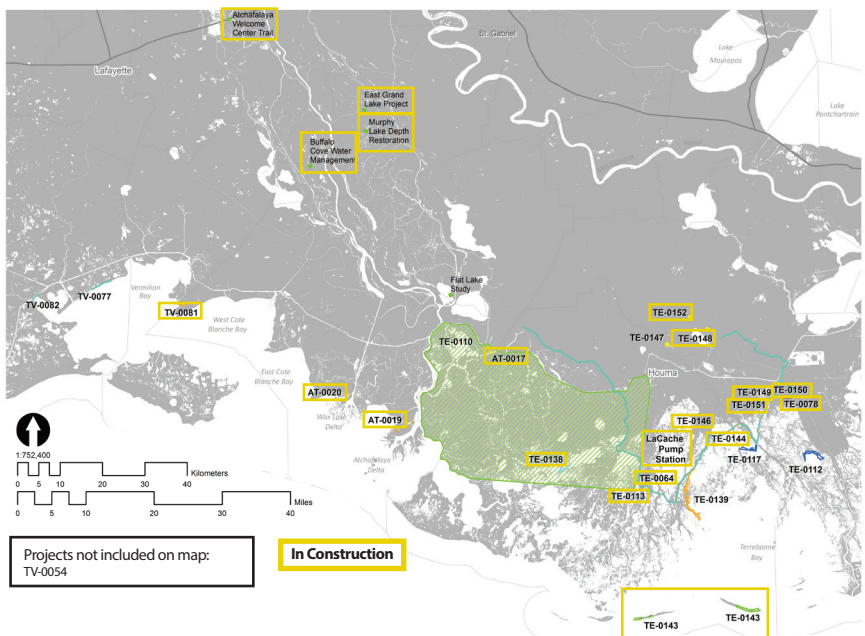 Atchafalaya
Welcome
Center Trail
St. Gabriel
Lake
Maurepas
Lafayette
Lake
Pontchartrain
East Grand
Lake Project
Murphy
Lake Depth
Restoration
Buffalo
Cove Water
Management
Flat Lake
Study
Vermilion
Bay
TV-0077
TV-0082
TV-0081
West Cote
Blanche Bay
East Cote
Blanche Bay
TE-0110
AT-0017
TE-0152
TE-0147
TE-0148
Houma
AT-0020
Wax Lake
Delta
AT-0019
TE-0149
TE-0150
TE-0151
TE-0078
TE-0146
TE-0144
LaCache
Pump
Station
TE-0117
TE-0112
Atchafalaya
Delta
TE-0138
TE-0064
TE-0113
TE-0139
Terrebonne
Bay
1:752,400
0 5 10 20 30 40
Kilometers
Miles
0 5 10 20 30 40
Projects not included on map:
TV-0054
In Construction
TE-0143
TE-0143